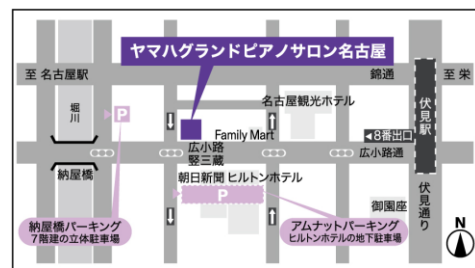 ヤマハグランドピアノサロン名古屋
至 名古屋駅
錦通
至 栄
堀川
P
名古屋観光ホテル
伏見駅
Family Mart
◀8番出口
広小路
竪三蔵
広小路通
納屋橋
朝日新聞 ヒルトンホテル
P
御園座
伏見通り
納屋橋パーキング
7階建の立体駐車場
アムナットパーキング
ヒルトンホテルの地下駐車場
N